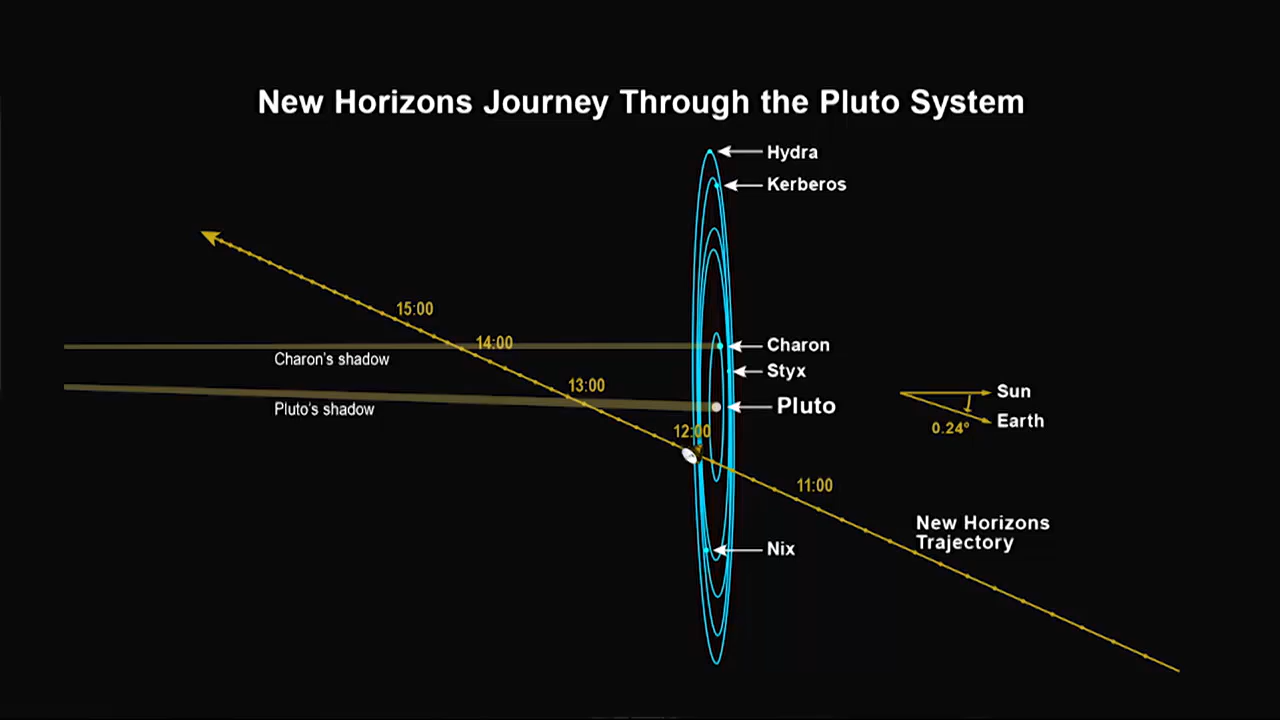 New Horizons Journey Through the Pluto System
Hydra
Kerberos
15:00
14:00
Charon
Charon's shadow
Styx
13:00
Sun
Pluto
Pluto's shadow
Earth
0.24°
12:00
11:00
New Horizons
Trajectory
Nix